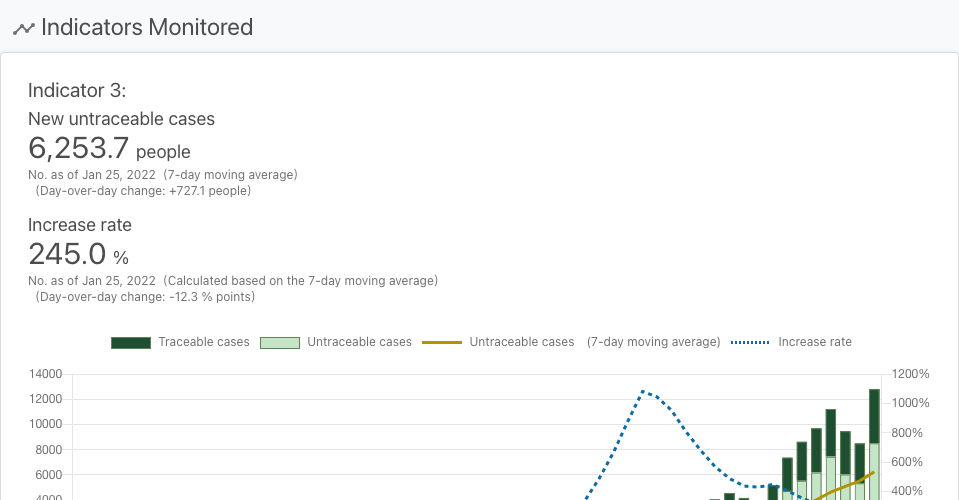 Indicators Monitored
Indicator 3:
New untraceable cases
6,253.7 people
No. as of Jan 25, 2022 (7-day moving average)
(Day-over-day change: +727.1 people)
Increase rate
245.0 %
No. as of Jan 25, 2022 (Calculated based on the 7-day moving average)
(Day-over-day change: -12.3 % points)
Traceable cases Untraceable cases Untraceable cases (7-day moving average) Increase rate
14000 1200%
12000 1000%
10000 800%
8000 600%
6000 400%
4000